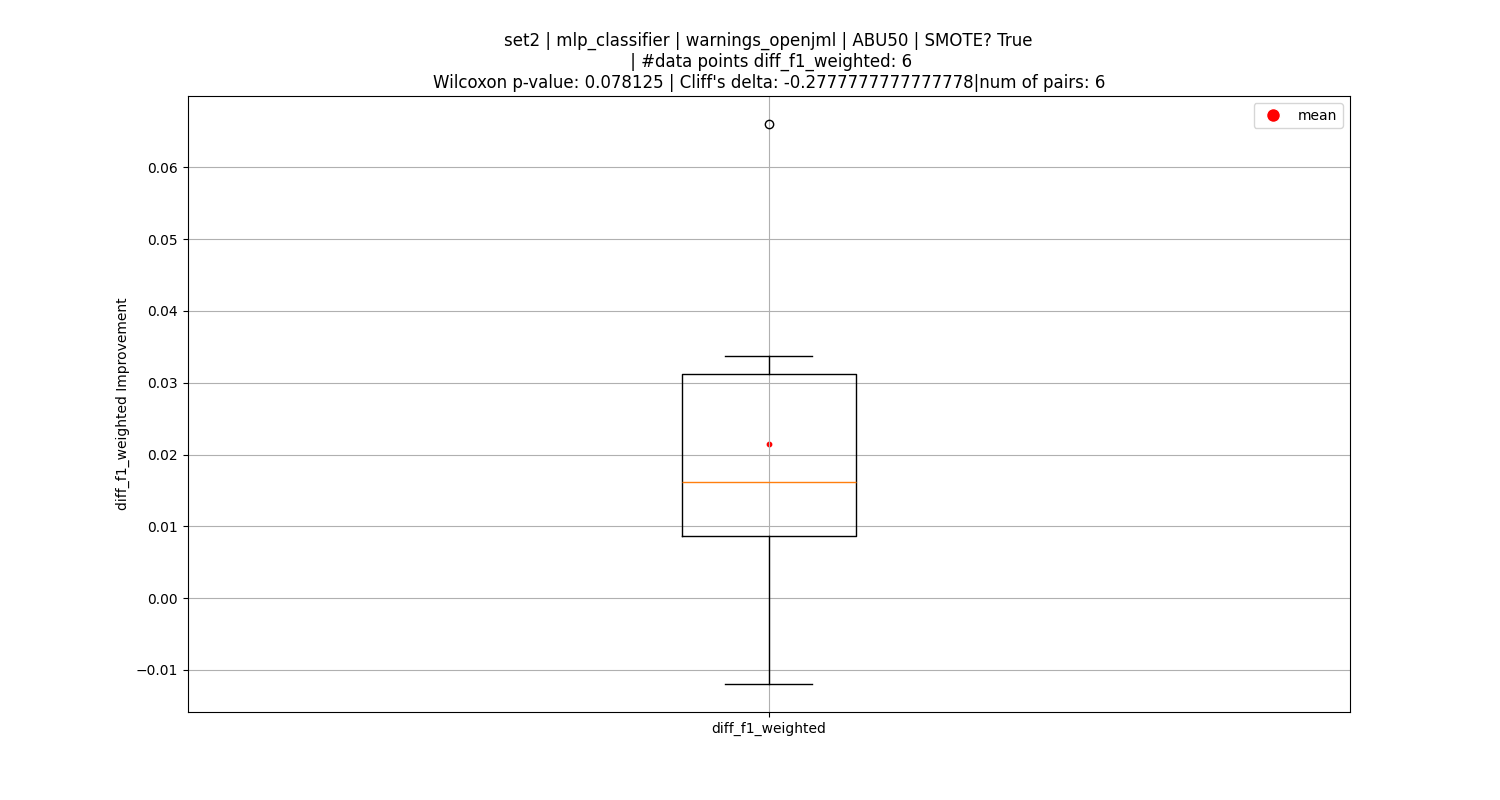 set2 | mlp_classifier | warnings_openjml | ABU50 | SMOTE? True
| #data points diff_f1_weighted: 6
Wilcoxon p-value: 0.078125 | Cliff's delta: -0.2777777777777778|num of pairs: 6
mean
0.06
0.05
0.04
0.03
0.02
0.01
0.00
−0.01
diff_f1_weighted Improvement
diff_f1_weighted